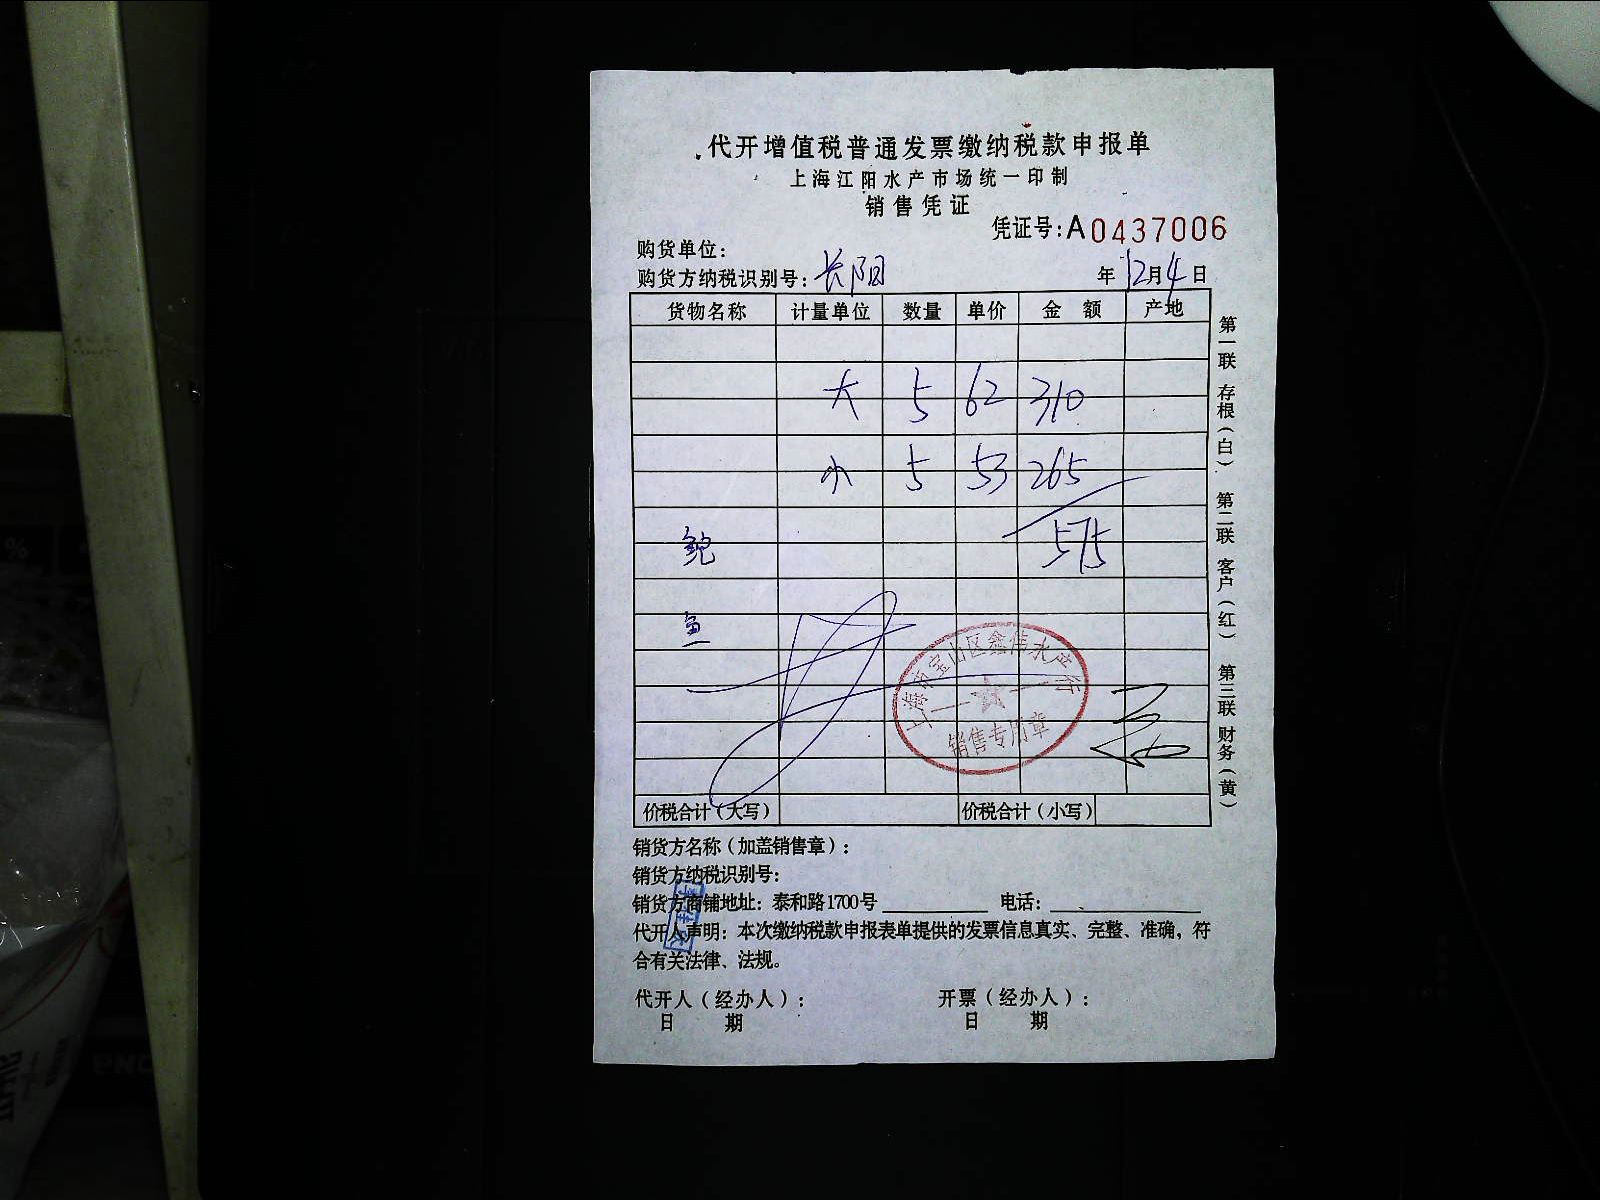 代开增值税普通发票缴纳税款申报单
上海江阳水产市场统一印制
销售凭证
凭证号:A0437006
购货单位:
购货方纳税识别号: 长阳 年 12月4日
货物名称 计量单位 数量 单价 金 额 产地
大 5 62 310
小 5 53 265
鲍 575
鱼
上海市宝山区鑫伟水产行
销售专用章
价税合计(大写) 价税合计(小写)
销货方名称(加盖销售章):
销货方纳税识别号:
销货方商铺地址: 泰和路1700号 电话:
代开人声明: 本次缴纳税款申报表单提供的发票信息真实、完整、准确, 符
合有关法律、法规。
代开人(经办人): 开票(经办人):
日 期 日 期
第一联 存根(白) 第二联 客户(红) 第三联 财务(黄)